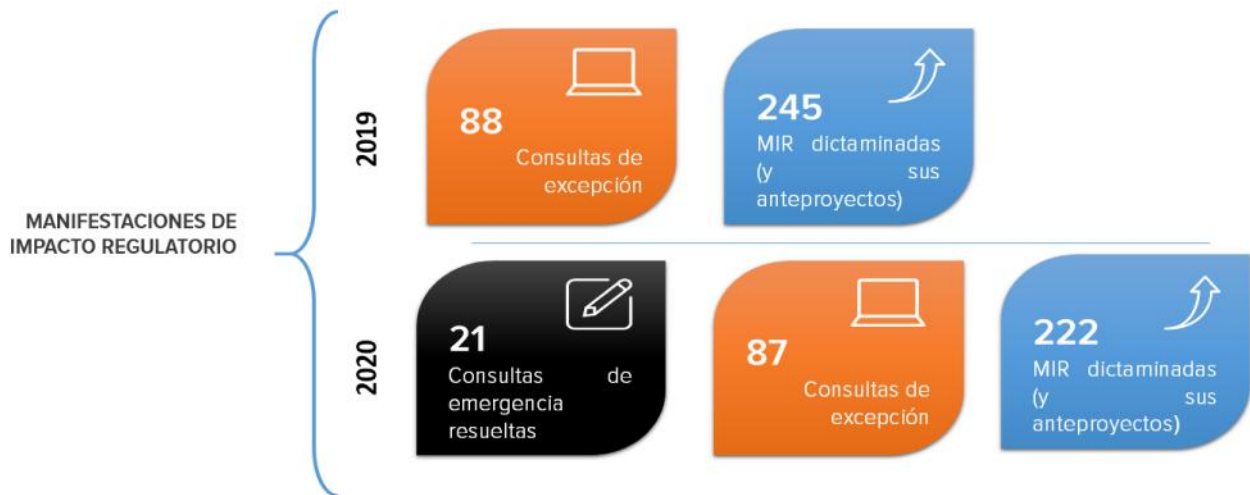 MANIFESTACIONES DE
IMPACTO REGULATORIO
2019
88
Consultas de
excepción
245
MIR dictaminadas
(y sus
anteproyectos)
2020
21
Consultas de
emergencia
resueltas
87
Consultas de
excepción
222
MIR dictaminadas
(y sus
anteproyectos)